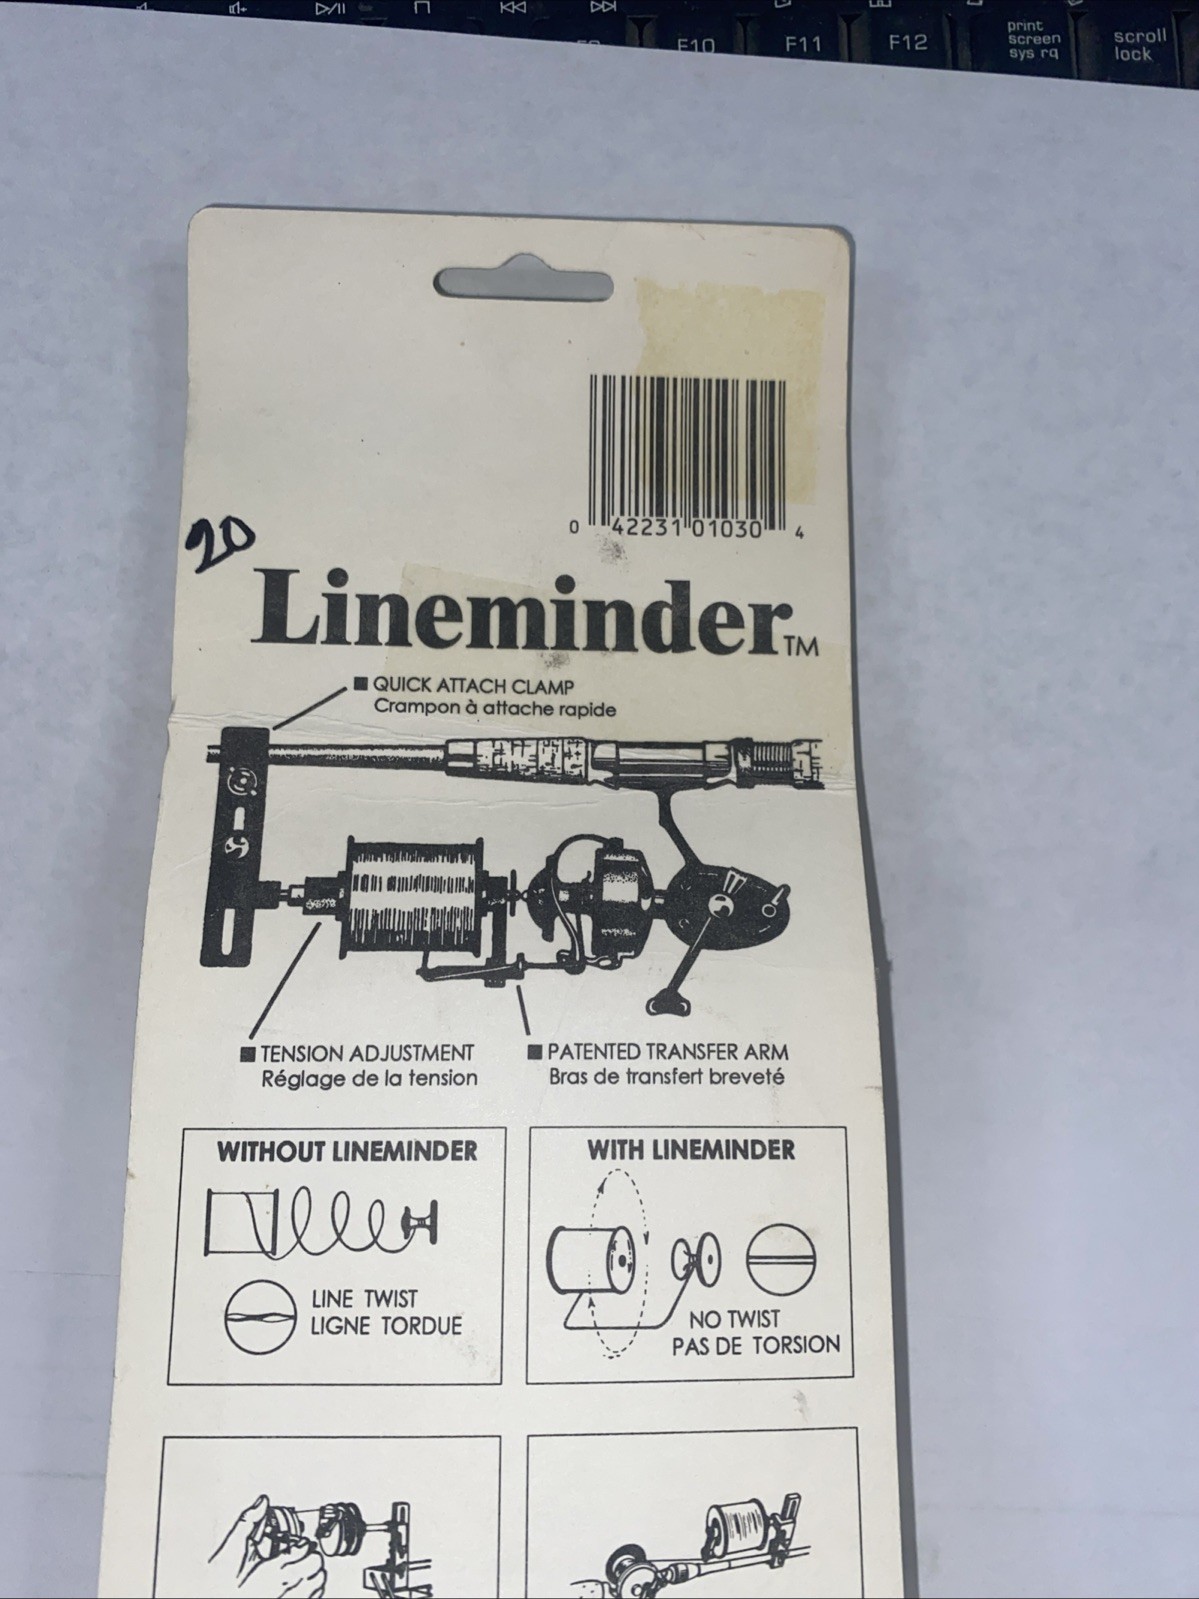 F10 F11 F12 print screen sys rq scroll lock
0 42231 01030 4
20
Lineminder TM
■ QUICK ATTACH CLAMP
Crampon à attache rapide
■ TENSION ADJUSTMENT
Réglage de la tension
■ PATENTED TRANSFER ARM
Bras de transfert breveté
WITHOUT LINEMINDER
LINE TWIST
LIGNE TORDUE
WITH LINEMINDER
NO TWIST
PAS DE TORSION